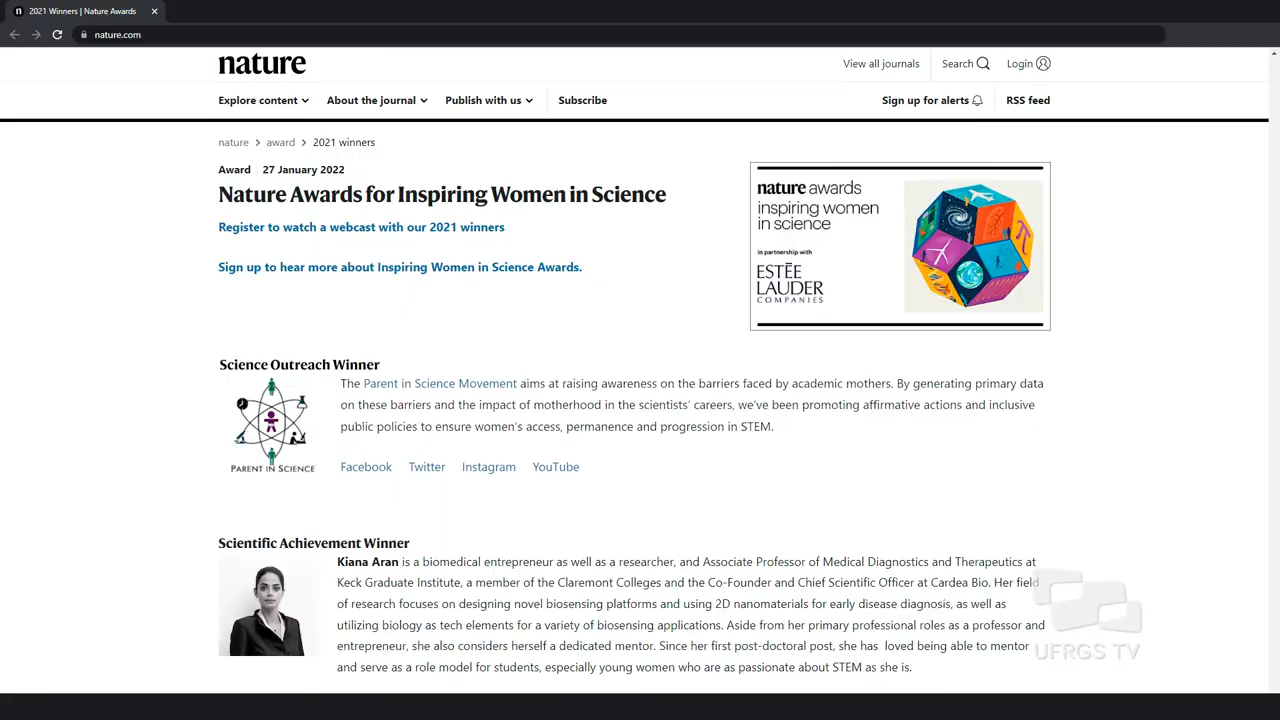 2021 Winners | Nature Awards
nature.com
nature
View all journals
Search
Login
Explore content
About the journal
Publish with us
Subscribe
Sign up for alerts
RSS feed
nature > award > 2021 winners
Award 27 January 2022
Nature Awards for Inspiring Women in Science
Register to watch a webcast with our 2021 winners
Sign up to hear more about Inspiring Women in Science Awards.
nature awards
inspiring women
in science
in partnership with
ESTĒE
LAUDER
COMPANIES
Science Outreach Winner
PARENT IN SCIENCE
The Parent in Science Movement aims at raising awareness on the barriers faced by academic mothers. By generating primary data
on these barriers and the impact of motherhood in the scientists' careers, we've been promoting affirmative actions and inclusive
public policies to ensure women's access, permanence and progression in STEM.
Facebook Twitter Instagram YouTube
Scientific Achievement Winner
Kiana Aran is a biomedical entrepreneur as well as a researcher, and Associate Professor of Medical Diagnostics and Therapeutics at
Keck Graduate Institute, a member of the Claremont Colleges and the Co-Founder and Chief Scientific Officer at Cardea Bio. Her field
of research focuses on designing novel biosensing platforms and using 2D nanomaterials for early disease diagnosis, as well as
utilizing biology as tech elements for a variety of biosensing applications. Aside from her primary professional roles as a professor and
entrepreneur, she also considers herself a dedicated mentor. Since her first post-doctoral post, she has loved being able to mentor
and serve as a role model for students, especially young women who are as passionate about STEM as she is.
UFRGS TV